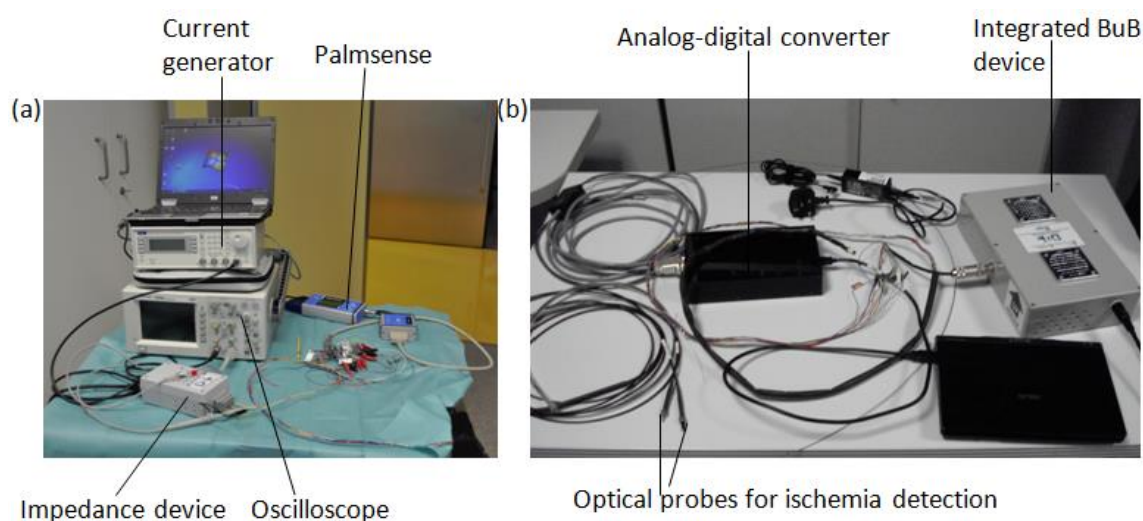 Current
generator
Palmsense
Analog-digital converter
Integrated BuB
device
(a)
(b)
Impedance device
Oscilloscope
Optical probes for ischemia detection